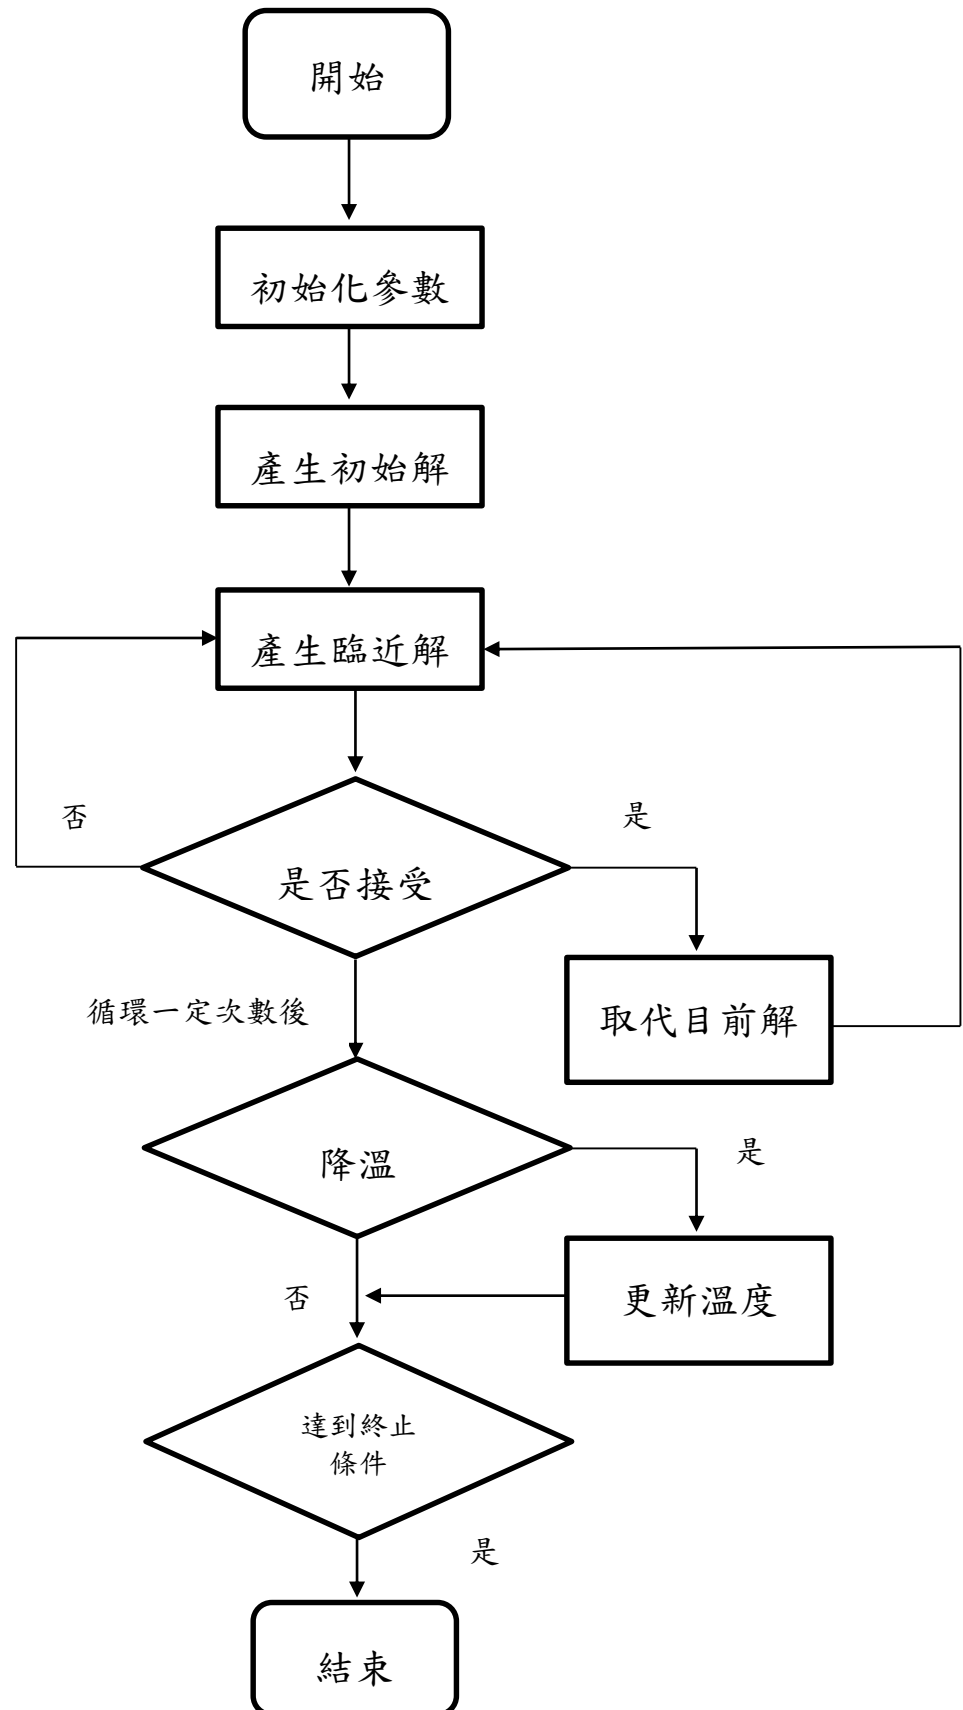 開始
初始化參數
產生初始解
產生臨近解
否
是
是否接受
循環一定次數後
取代目前解
降溫
是
否
更新溫度
達到終止
條件
是
結束